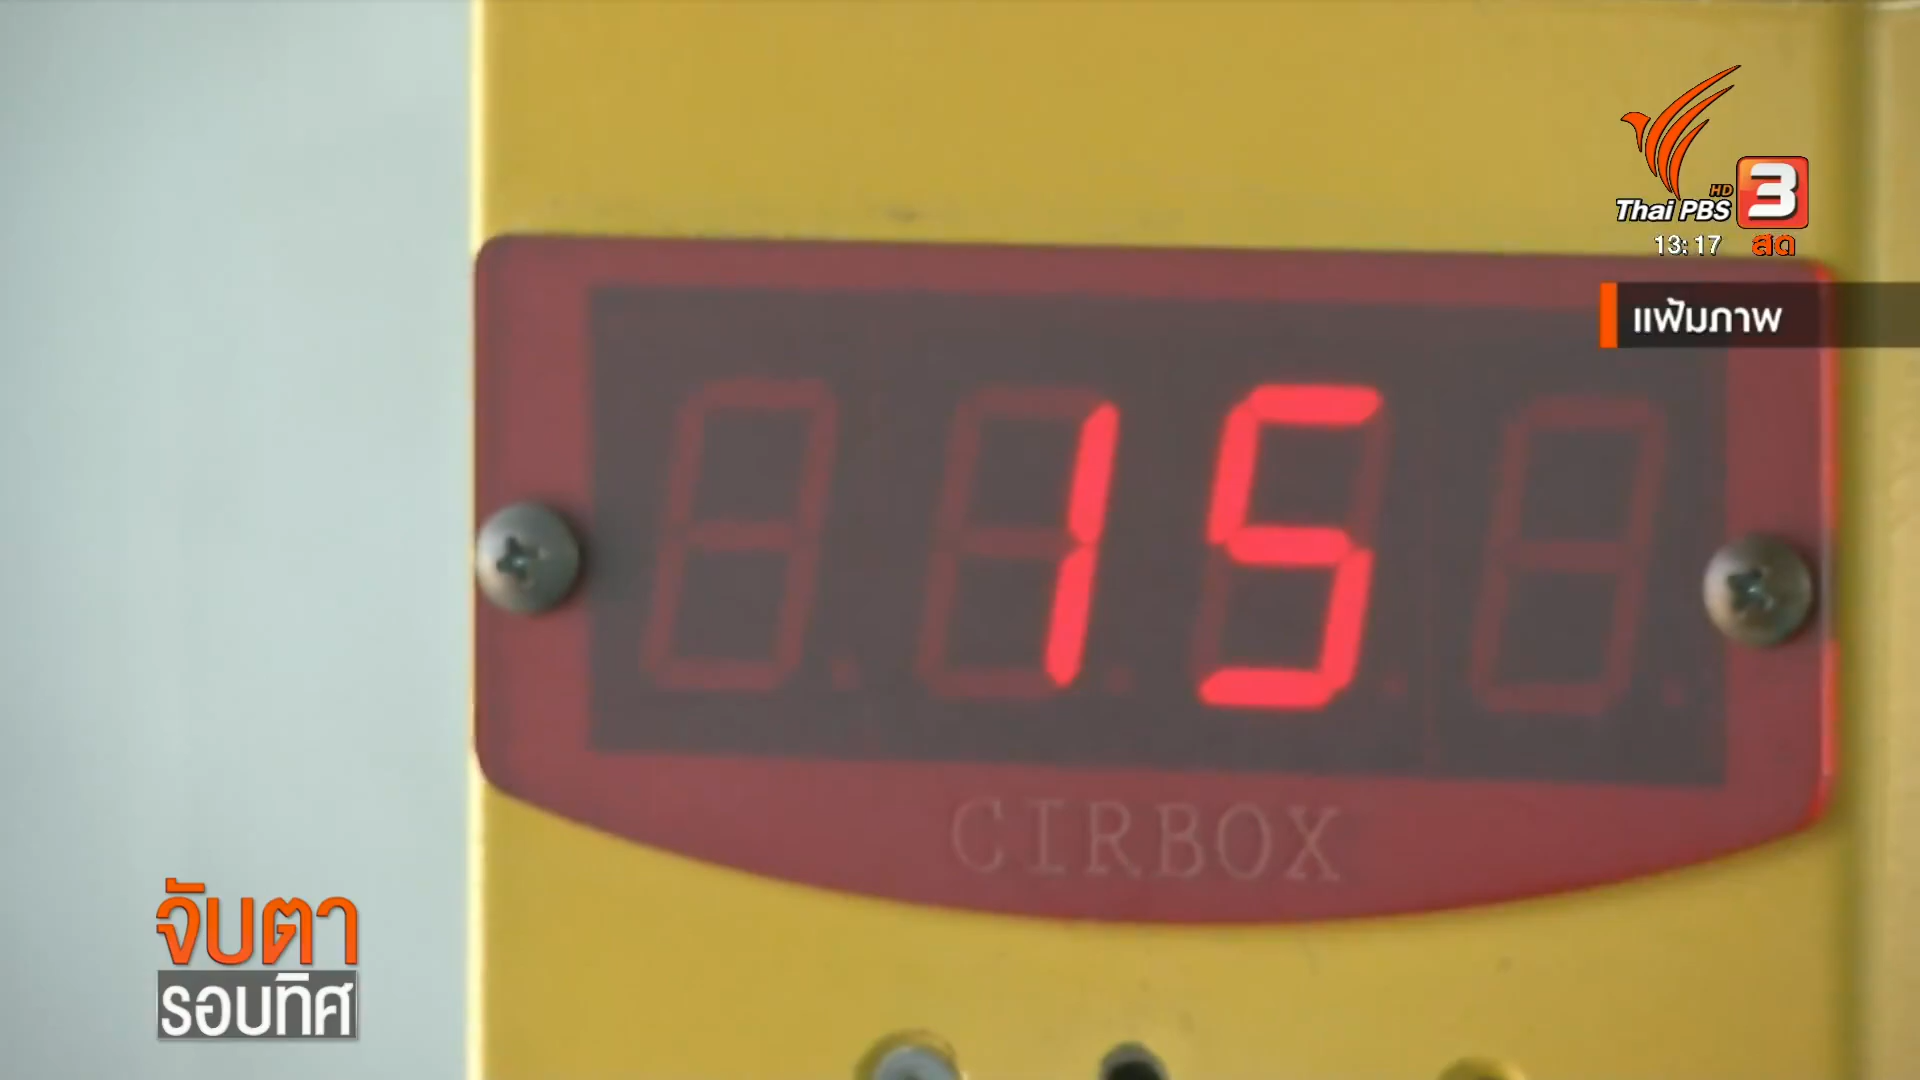 HD
Thai PBS 3
13:17 สด
แฟ้มภาพ
15
CIRBOX
จับตา
รอบทิศ